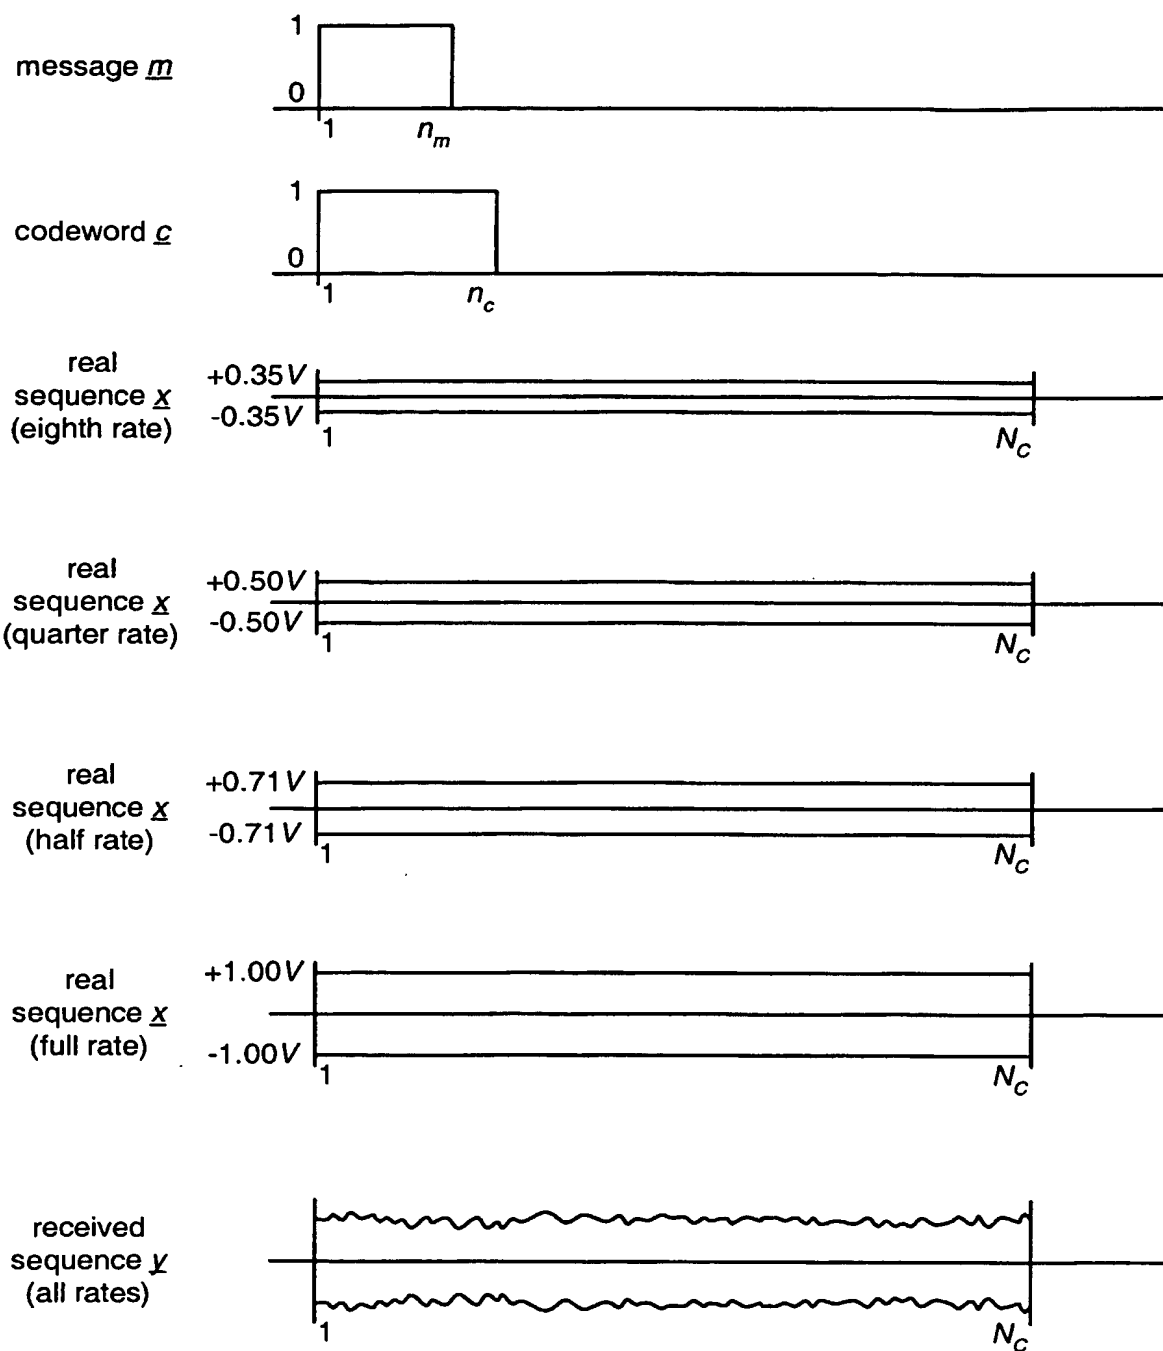 1
message m
0
1
n_m
1
codeword c
0
1
n_c
real
sequence x
(eighth rate)
+0.35V
-0.35V
1
N_C
real
sequence x
(quarter rate)
+0.50V
-0.50V
1
N_C
real
sequence x
(half rate)
+0.71V
-0.71V
1
N_C
real
sequence x
(full rate)
+1.00V
-1.00V
1
N_C
received
sequence y
(all rates)
1
N_C